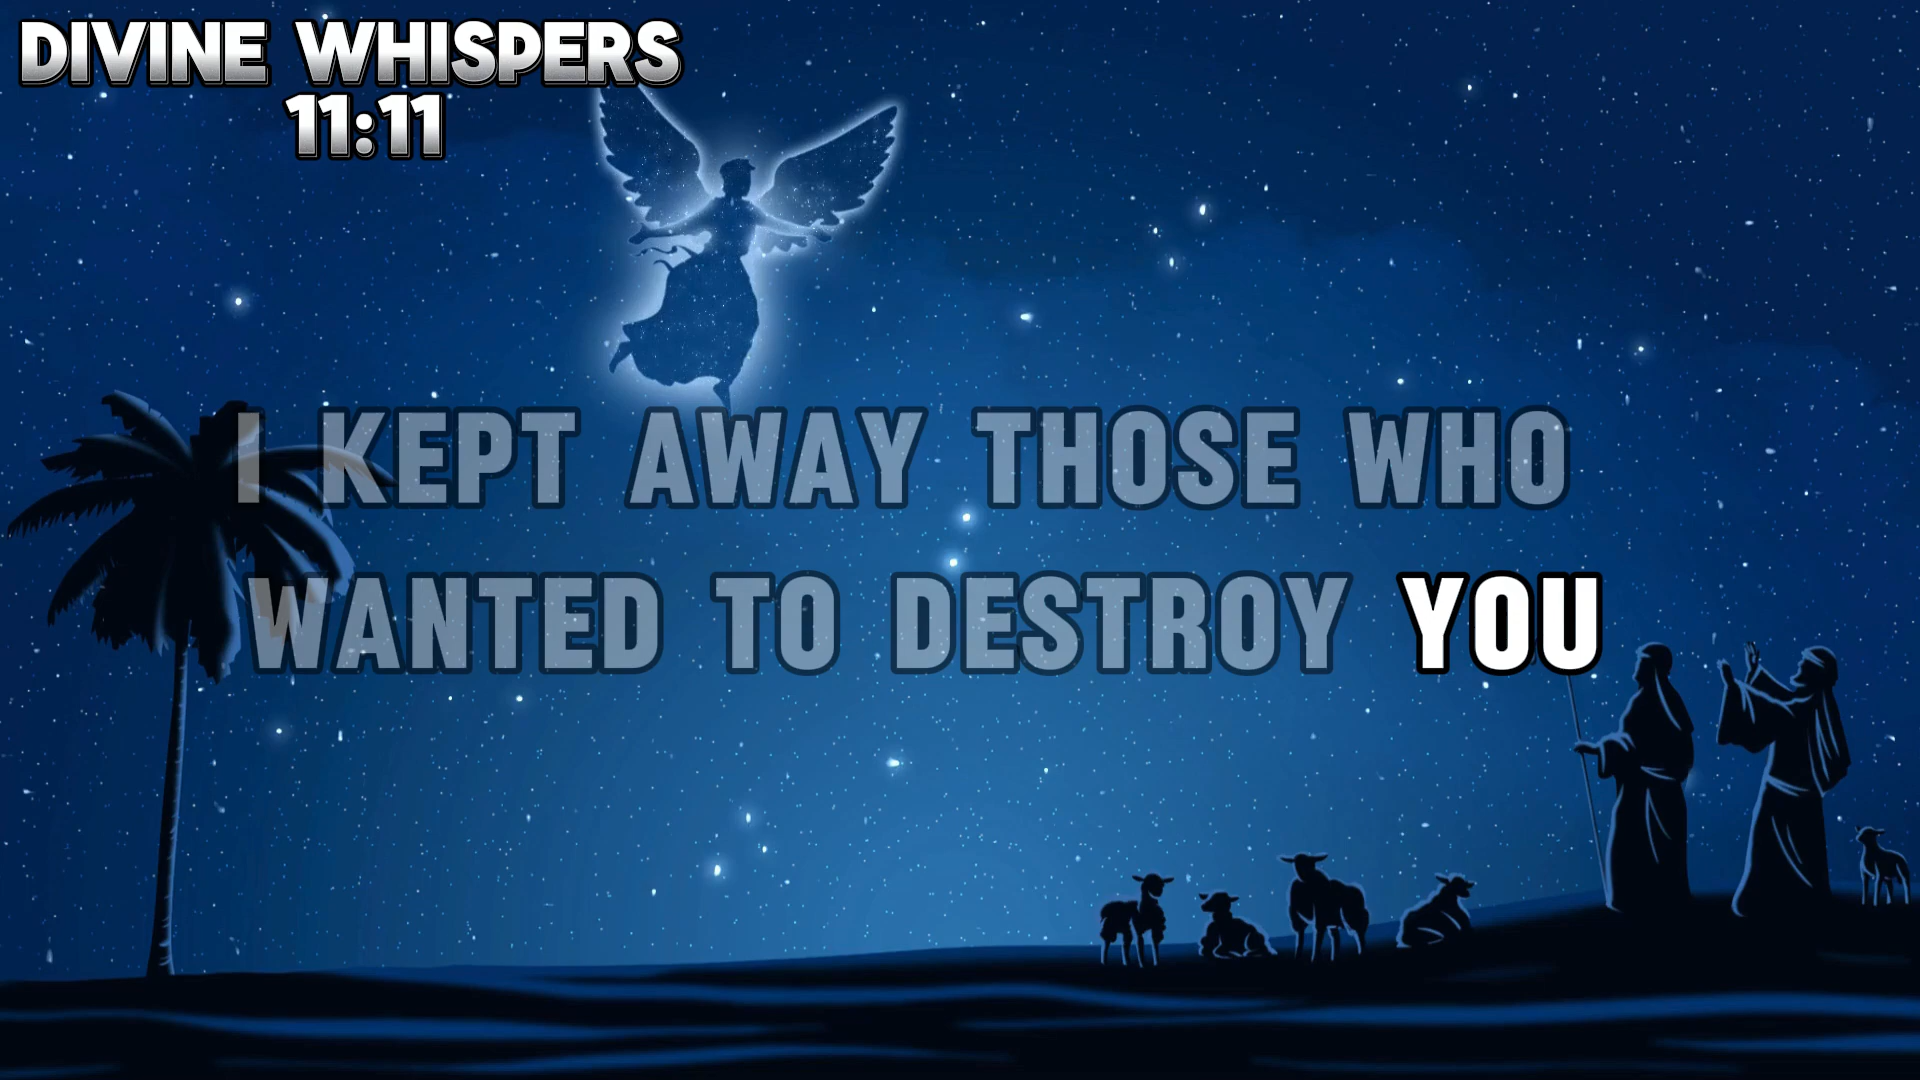 DIVINE WHISPERS
11:11
I KEPT AWAY THOSE WHO
WANTED TO DESTROY YOU